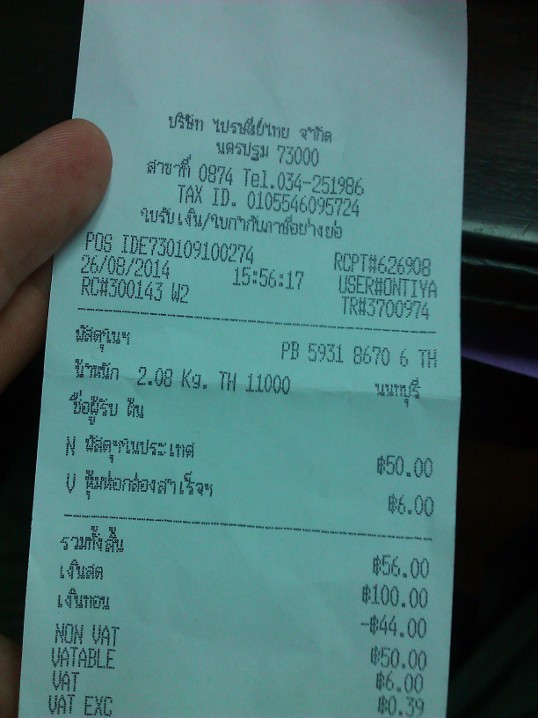 บริษัท ไปรษณีย์ไทย จำกัด
นครปฐม 73000
สาขาที่ 0874 Tel.034-251986
TAX ID. 0105546095724
ใบรับเงิน/ใบกำกับภาษีอย่างย่อ
POS IDE730109100274 RCPT#626908
26/08/2014 15:56:17 USER#ONTIYA
RC#300143 W2 TR#3700974
พัสดุในฯ PB 5931 8670 6 TH
น้ำหนัก 2.08 Kg. TH 11000 นนทบุรี
ชื่อผู้รับ ดิน
N พัสดุฯในประเทศ ฿50.00
V หุ้มห่อกล่องสำเร็จฯ ฿6.00
รวมทั้งสิ้น ฿56.00
เงินสด ฿100.00
เงินทอน -฿44.00
NON VAT ฿50.00
VATABLE ฿6.00
VAT ฿0.39
VAT EXC